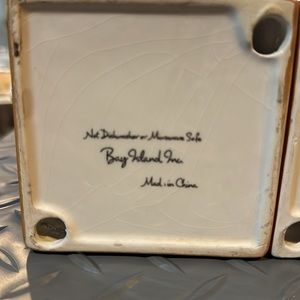 Not Dishwasher or Microwave Safe
Bay Island Inc.
Made in China